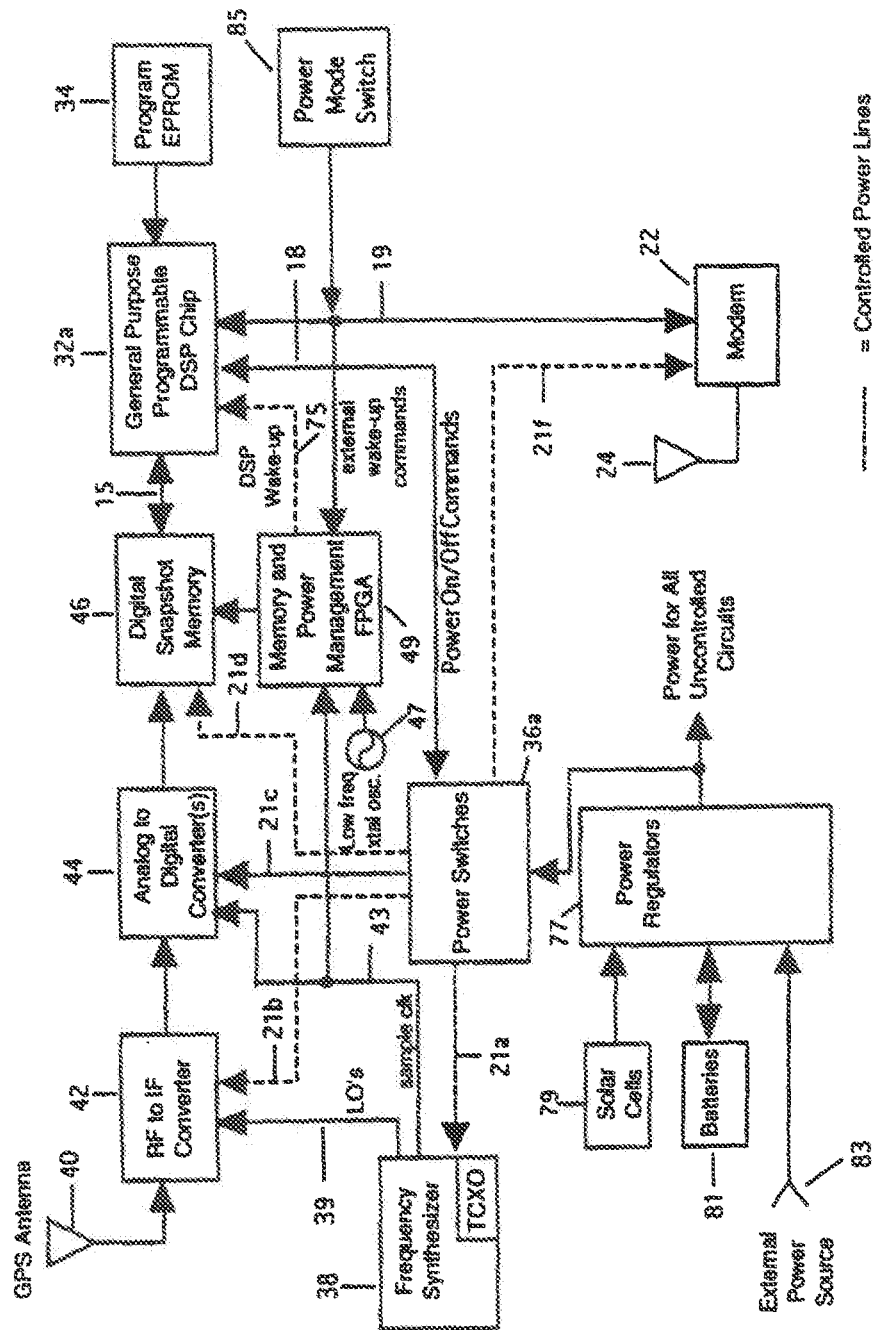 GPS Antenna
40
42
RF to IF
Converter
44
Analog to
Digital
Converter(s)
46
Digital
Snapshot
Memory
15
32a
General Purpose
Programmable
DSP Chip
34
Program
EPROM
85
Power
Mode
Switch
39
LO's
21b
sample clk
43
21c
21d
Low freq
xtal osc.
47
Memory and
Power
Management
FPGA
49
DSP
Wake-up
75
external
wake-up
commands
18
19
Power On/Off Commands
38
Frequency
Synthesizer
TCXO
21a
Power Switches
36a
21f
22
Modem
24
79
Solar
Cells
Batteries
81
External
Power
Source
83
77
Power
Regulators
Power for All
Uncontrolled
Circuits
------- = Controlled Power Lines